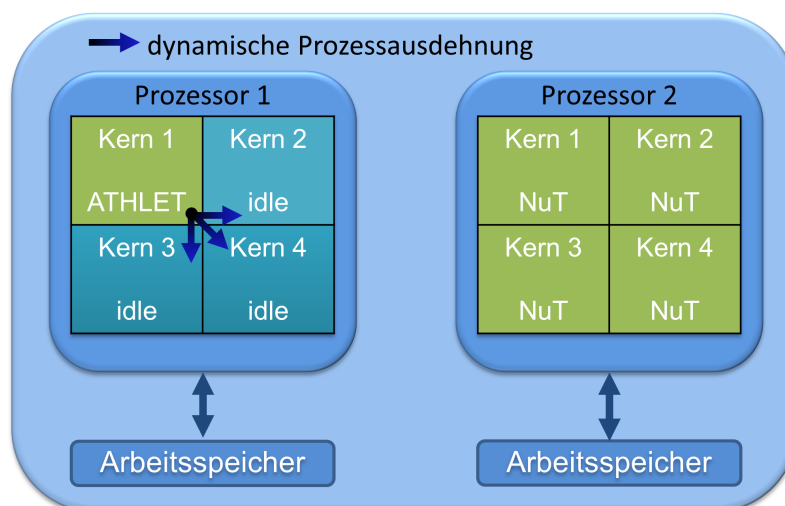 dynamische Prozessausdehnung
Prozessor 1
Kern 1
Kern 2
ATHLET
idle
Kern 3
Kern 4
idle
idle
Arbeitsspeicher
Prozessor 2
Kern 1
Kern 2
NuT
NuT
Kern 3
Kern 4
NuT
NuT
Arbeitsspeicher